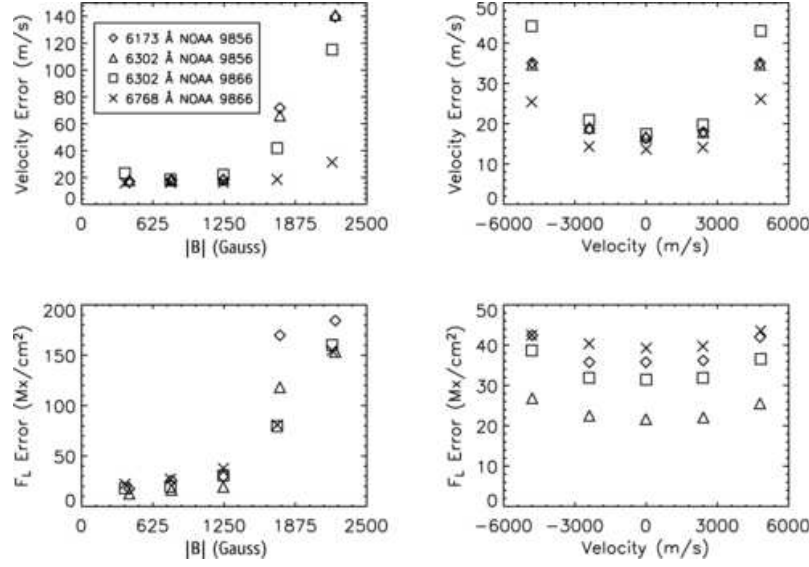 Velocity Error (m/s)
140
120
100
80
60
40
20
0
◇ 6173 Å NOAA 9856
△ 6302 Å NOAA 9856
□ 6302 Å NOAA 9866
× 6768 Å NOAA 9866
0 625 1250 1875 2500
|B| (Gauss)
Velocity Error (m/s)
50
40
30
20
10
0
−6000 −3000 0 3000 6000
Velocity (m/s)
F_L Error (Mx/cm²)
200
150
100
50
0
0 625 1250 1875 2500
|B| (Gauss)
F_L Error (Mx/cm²)
50
40
30
20
10
0
−6000 −3000 0 3000 6000
Velocity (m/s)